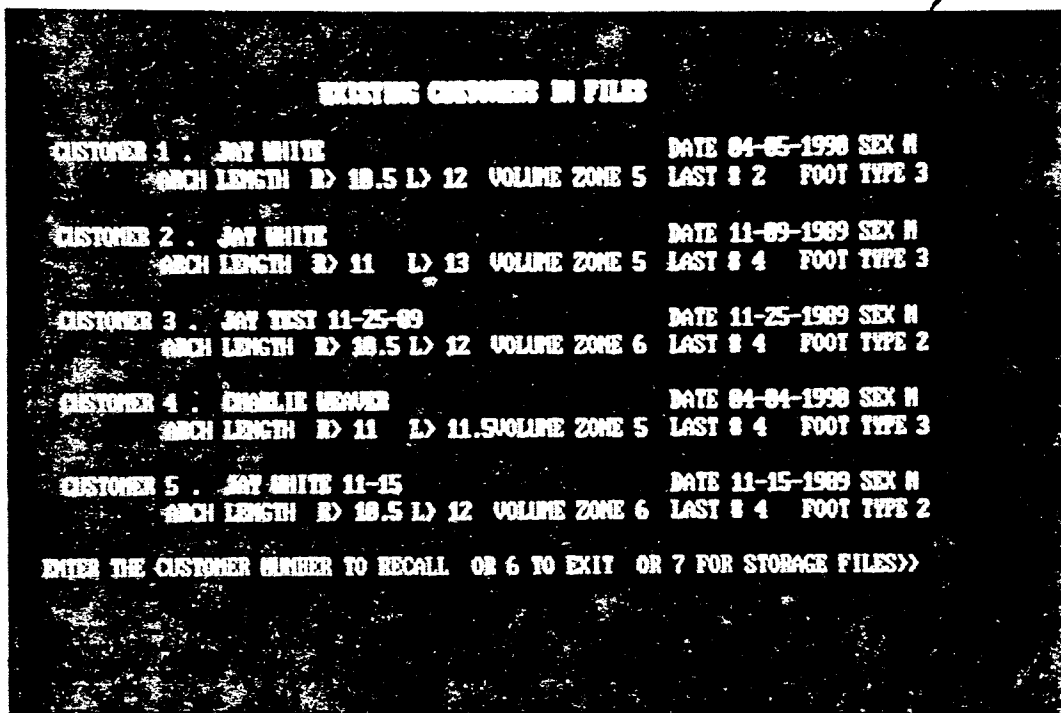 EXISTING CUSTOMERS IN FILES
CUSTOMER 1 . JAY WHITE DATE 04-05-1990 SEX M
ARCH LENGTH R> 10.5 L> 12 VOLUME ZONE 5 LAST # 2 FOOT TYPE 3
CUSTOMER 2 . JAY WHITE DATE 11-09-1989 SEX M
ARCH LENGTH R> 11 L> 13 VOLUME ZONE 5 LAST # 4 FOOT TYPE 3
CUSTOMER 3 . JAY TEST 11-25-89 DATE 11-25-1989 SEX M
ARCH LENGTH R> 10.5 L> 12 VOLUME ZONE 6 LAST # 4 FOOT TYPE 2
CUSTOMER 4 . CHARLIE WEAVER DATE 04-04-1990 SEX M
ARCH LENGTH R> 11 L> 11.5VOLUME ZONE 5 LAST # 4 FOOT TYPE 3
CUSTOMER 5 . JAY WHITE 11-15 DATE 11-15-1989 SEX M
ARCH LENGTH R> 10.5 L> 12 VOLUME ZONE 6 LAST # 4 FOOT TYPE 2
ENTER THE CUSTOMER NUMBER TO RECALL OR 6 TO EXIT OR 7 FOR STORAGE FILES>>